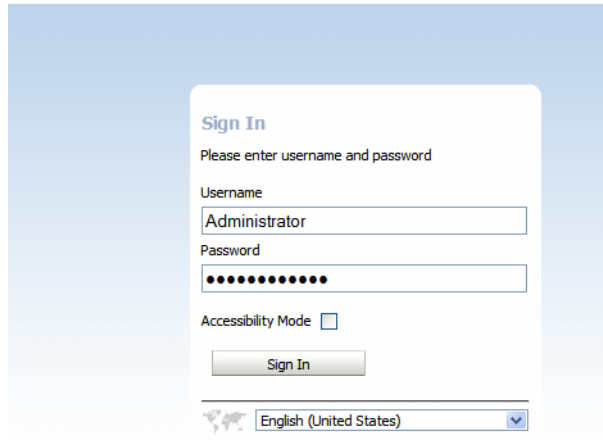 Sign In
Please enter username and password
Username
Administrator
Password
●●●●●●●●●●●●
Accessibility Mode
Sign In
English (United States)